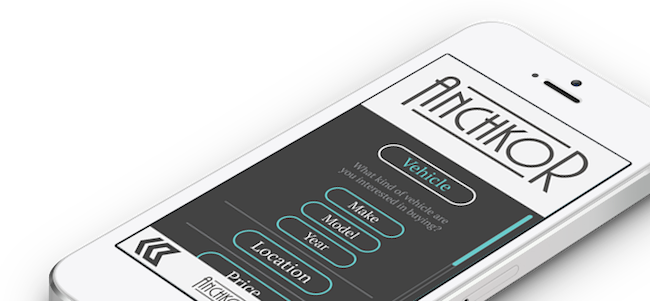 ANCHKOR
Vehicle
What kind of vehicle are
you interested in buying?
Make
Model
Year
Location
Price
ANCHKOR